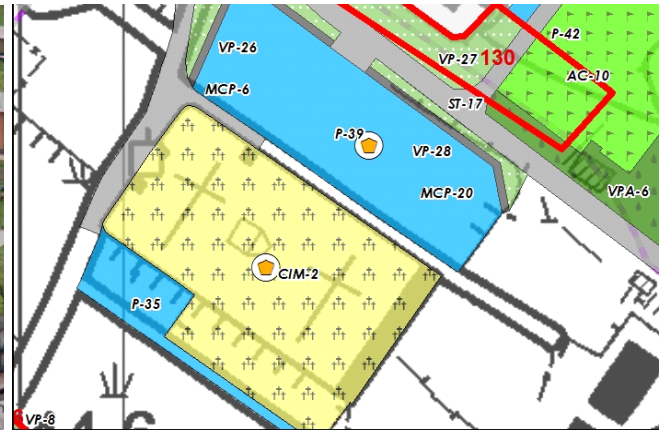 P-42
VP-26
VP-27
130
AC-10
MCP-6
ST-17
P-39
VP-28
MCP-20
VPA-6
CIM-2
P-35
VP-8